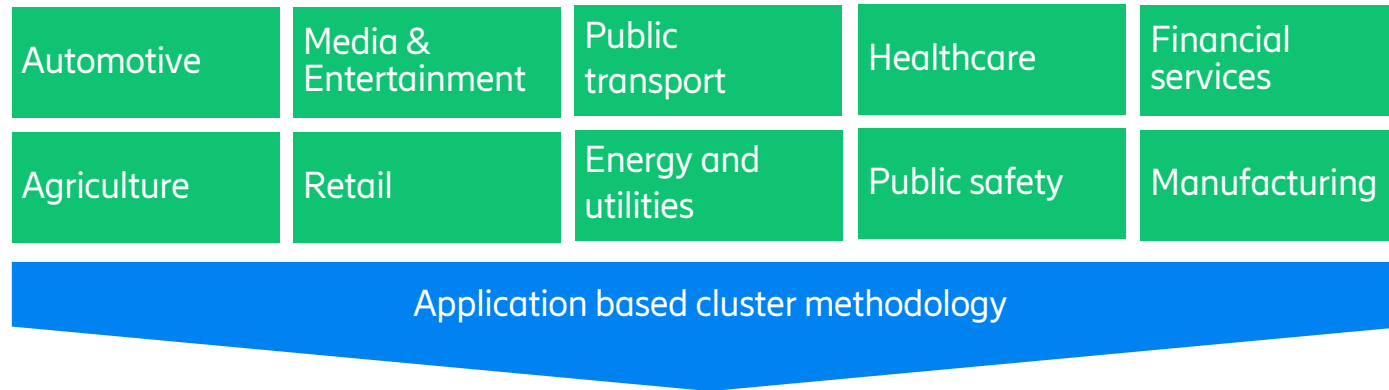 Automotive
Media &
Entertainment
Public
transport
Healthcare
Financial
services
Agriculture
Retail
Energy and
utilities
Public safety
Manufacturing
Application based cluster methodology